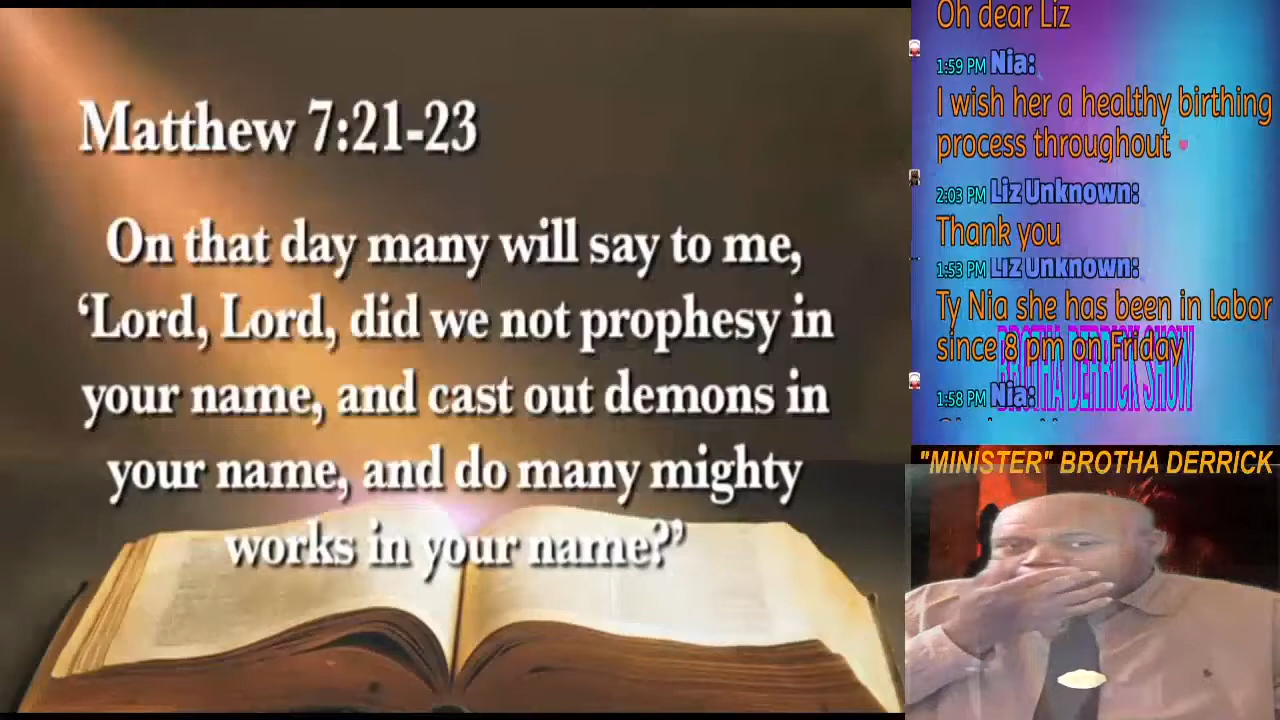 Matthew 7:21-23
On that day many will say to me,
‘Lord, Lord, did we not prophesy in
your name, and cast out demons in
your name, and do many mighty
works in your name?’
Oh dear Liz
1:59 PM Nia:
I wish her a healthy birthing
process throughout
2:03 PM Liz Unknown:
Thank you
1:53 PM Liz Unknown:
Ty Nia she has been in labor
since 8 pm on Friday
BROTHA DERRICK SHOW
1:58 PM Nia:
"MINISTER" BROTHA DERRICK